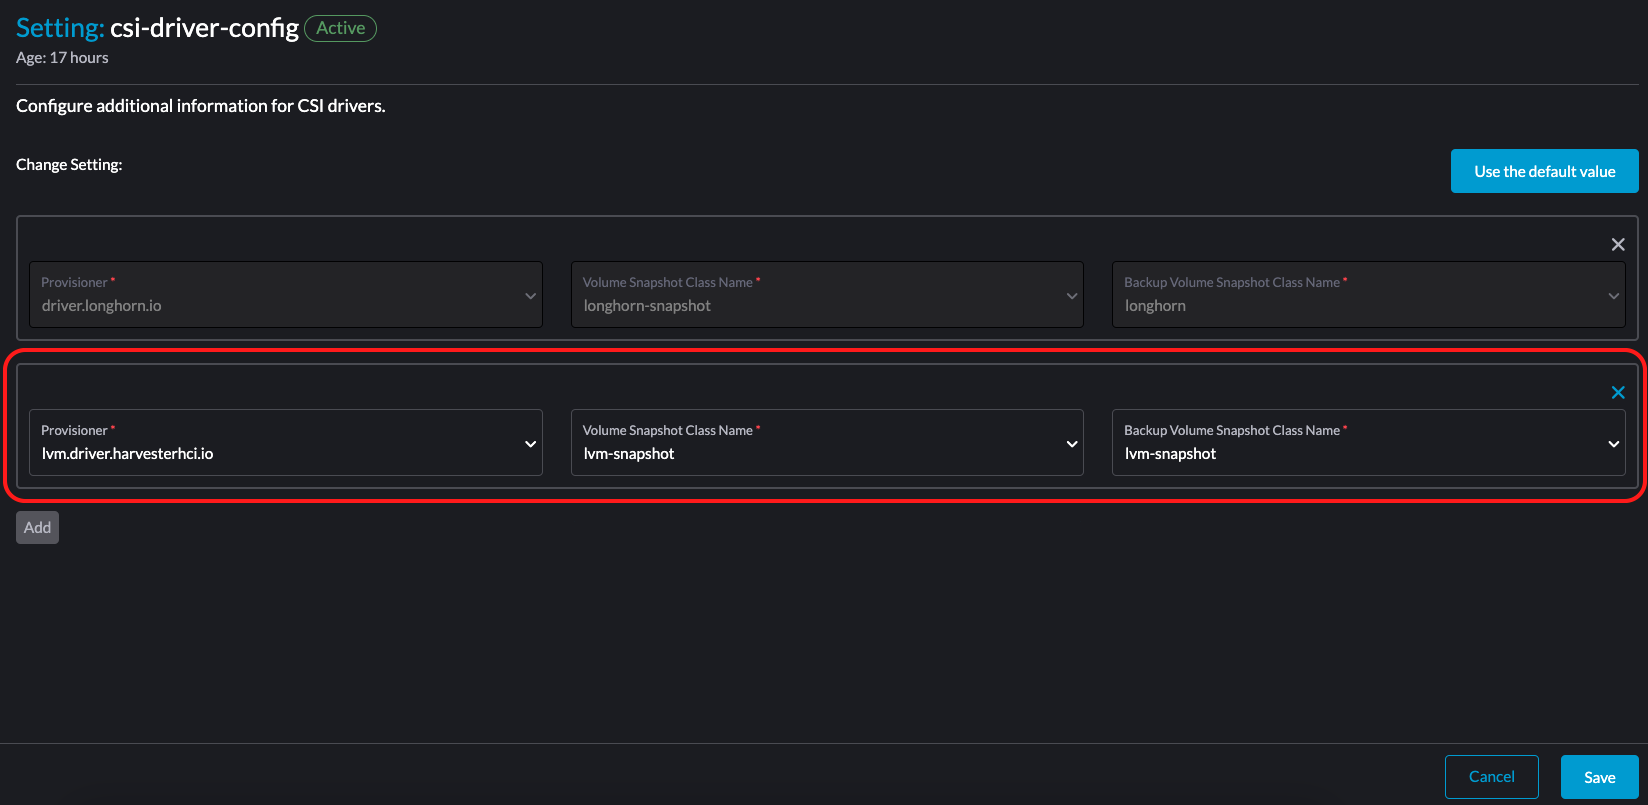 Setting: csi-driver-config Active
Age: 17 hours
Configure additional information for CSI drivers.
Change Setting:
Use the default value
Provisioner *
driver.longhorn.io
Volume Snapshot Class Name *
longhorn-snapshot
Backup Volume Snapshot Class Name *
longhorn
Provisioner *
lvm.driver.harvesterhci.io
Volume Snapshot Class Name *
lvm-snapshot
Backup Volume Snapshot Class Name *
lvm-snapshot
Add
Cancel
Save